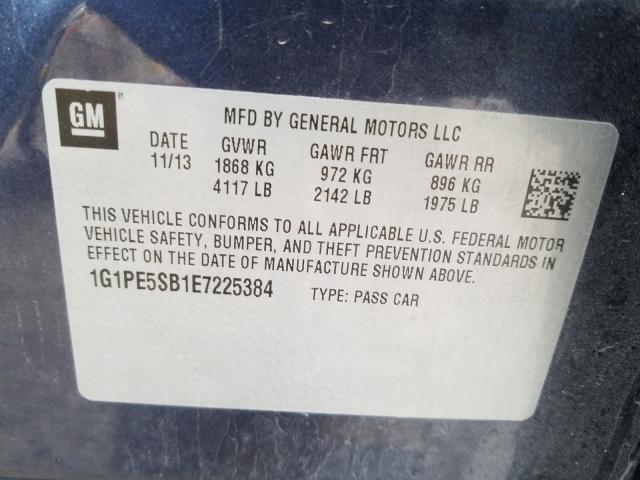 GM ®
MFD BY GENERAL MOTORS LLC
DATE GVWR GAWR FRT GAWR RR
11/13 1868 KG 972 KG 896 KG
4117 LB 2142 LB 1975 LB
THIS VEHICLE CONFORMS TO ALL APPLICABLE U.S. FEDERAL MOTOR
VEHICLE SAFETY, BUMPER, AND THEFT PREVENTION STANDARDS IN
EFFECT ON THE DATE OF MANUFACTURE SHOWN ABOVE.
1G1PE5SB1E7225384 TYPE: PASS CAR